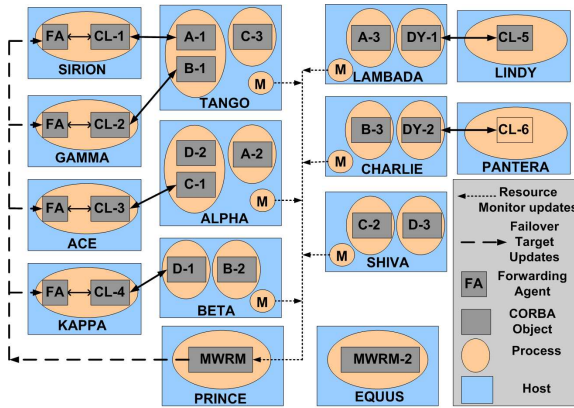 FA CL-1
SIRION
A-1 C-3
B-1
M
TANGO
A-3 DY-1
M
LAMBADA
CL-5
LINDY
FA CL-2
GAMMA
D-2 A-2
C-1
M
ALPHA
B-3 DY-2
M
CHARLIE
CL-6
PANTERA
FA CL-3
ACE
C-2 D-3
M
SHIVA
FA CL-4
KAPPA
D-1 B-2
M
BETA
MWRM
PRINCE
MWRM-2
EQUUS
Resource
Monitor updates
Failover
Target
Updates
FA Forwarding
Agent
CORBA
Object
Process
Host